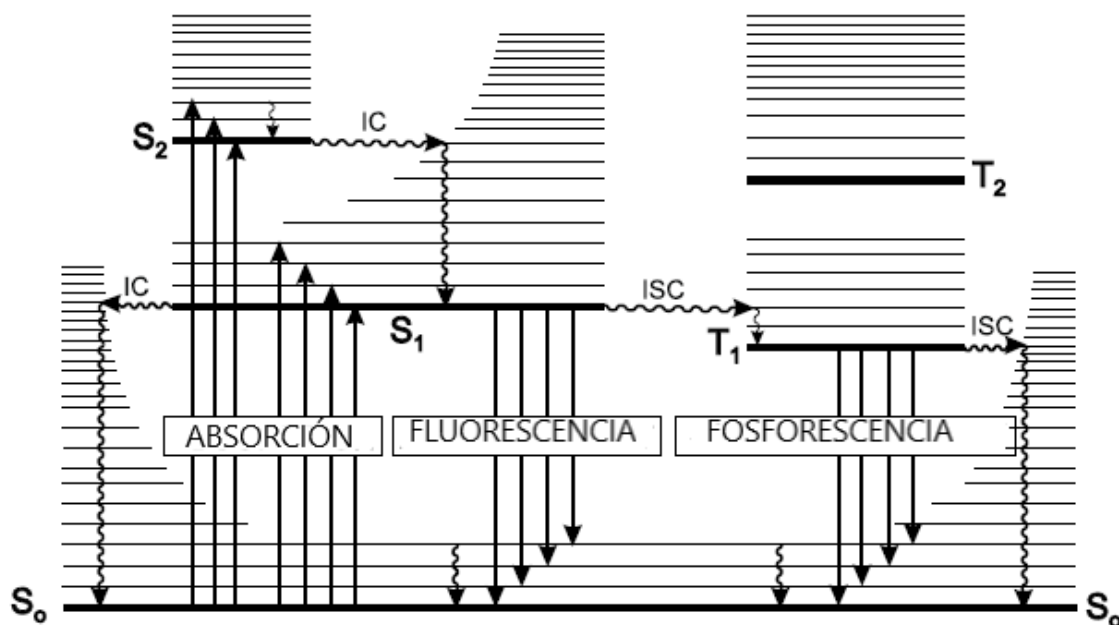 IC
S₂
T₂
IC
ISC
S₁
T₁
ISC
ABSORCIÓN
FLUORESCENCIA
FOSFORESCENCIA
Sₒ
Sₒ